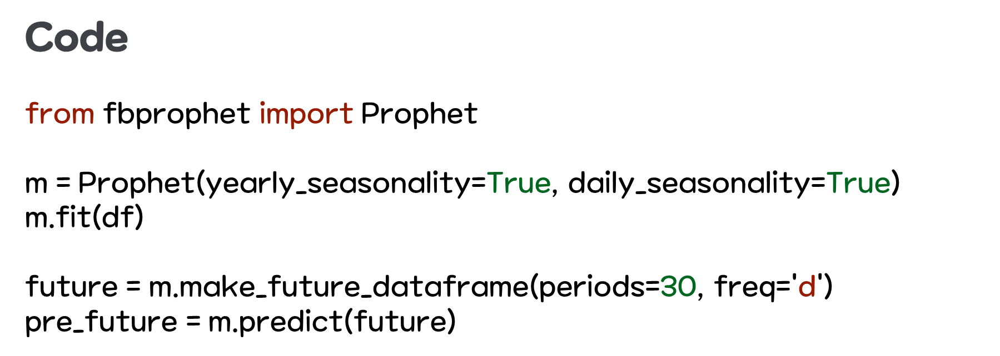 Code
from fbprophet import Prophet
m = Prophet(yearly_seasonality=True, daily_seasonality=True)
m.fit(df)
future = m.make_future_dataframe(periods=30, freq='d')
pre_future = m.predict(future)